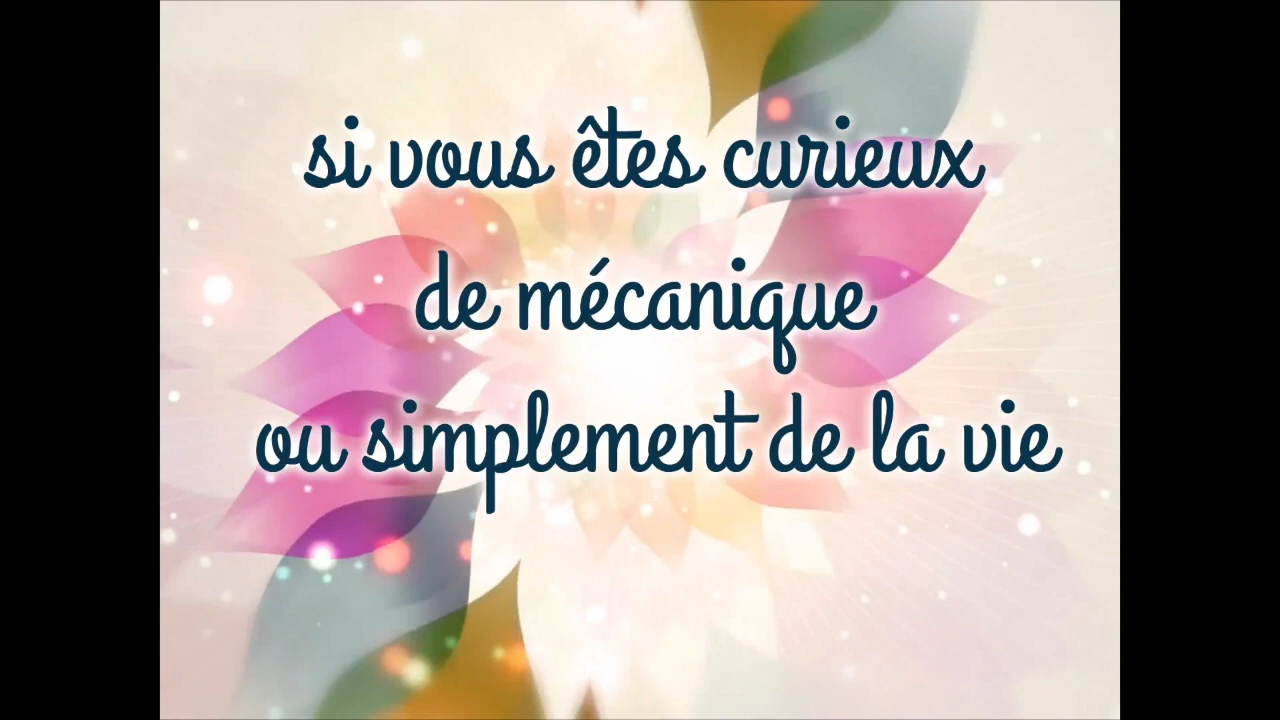 si vous êtes curieux
de mécanique
ou simplement de la vie